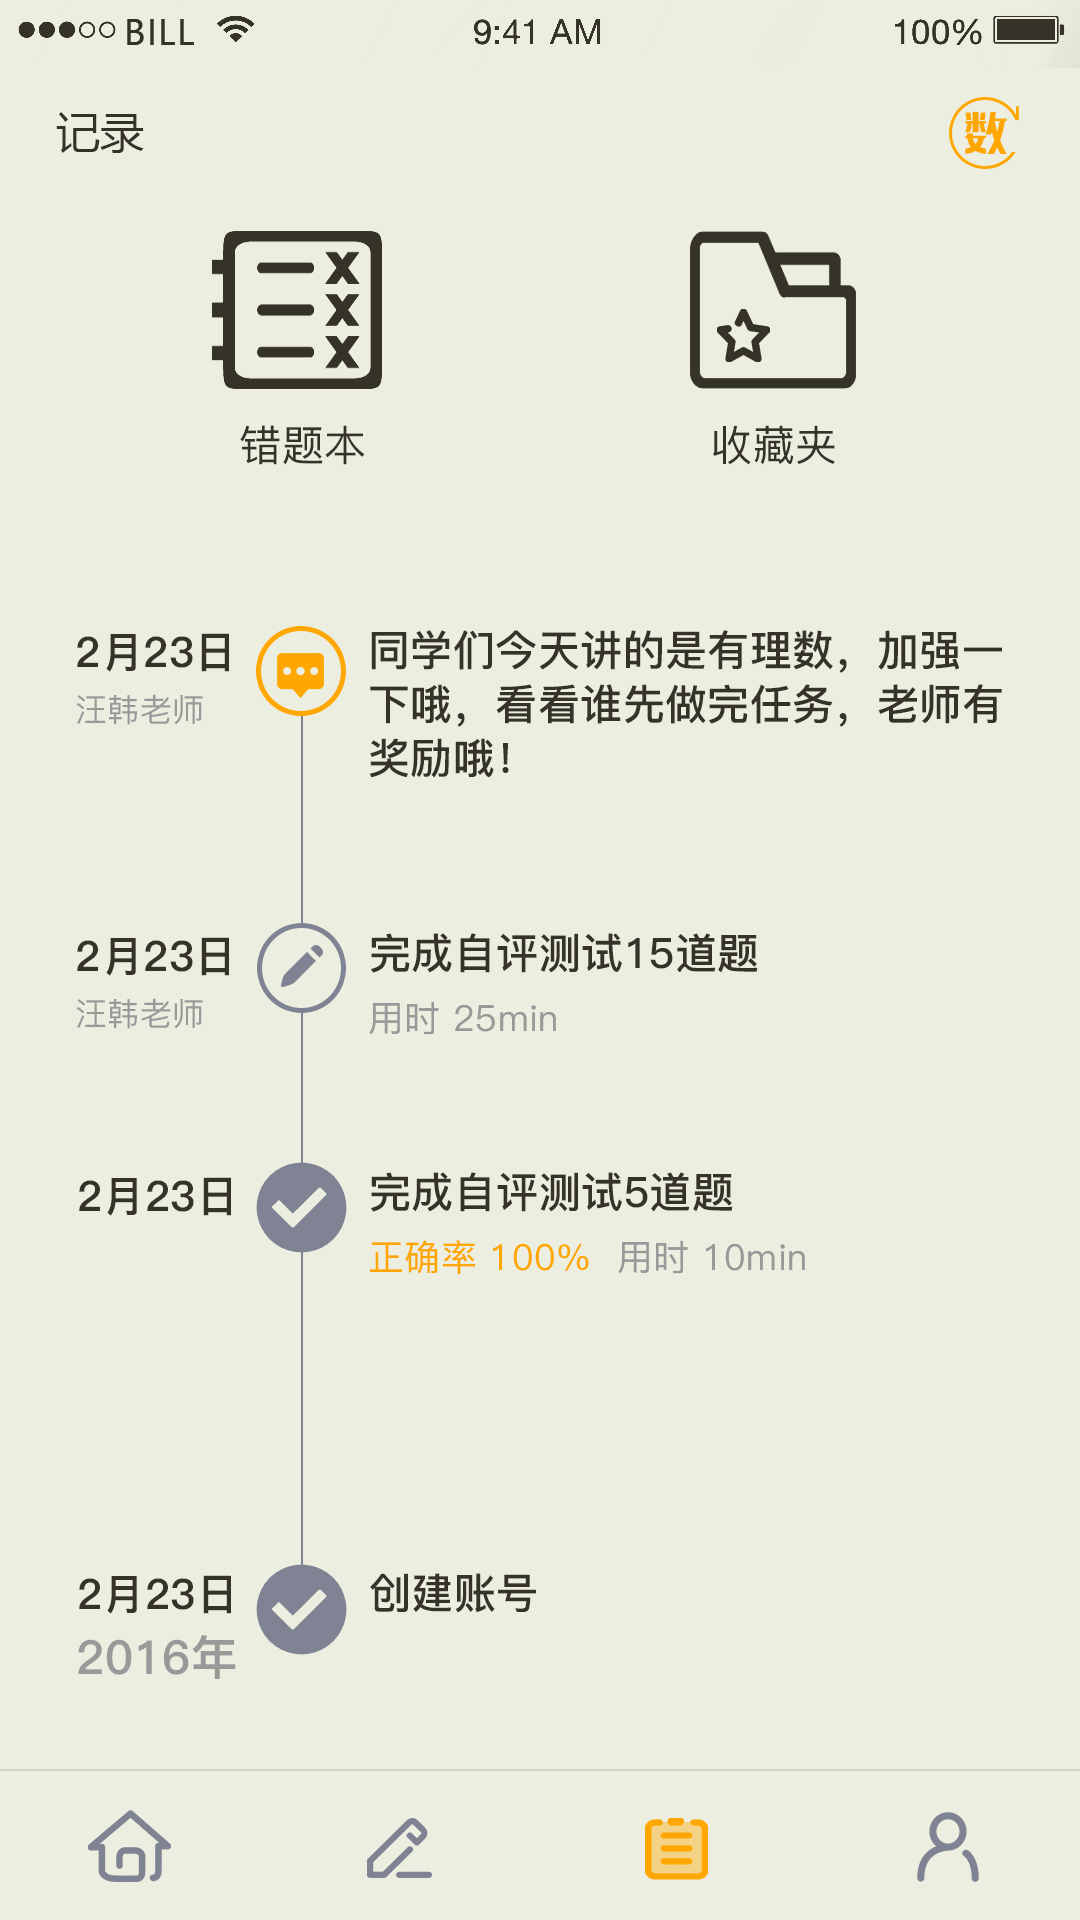 BILL 9:41 AM 100%
记录
数
X
X
X
错题本 收藏夹
2月23日
汪韩老师
同学们今天讲的是有理数，加强一
下哦，看看谁先做完任务，老师有
奖励哦！
2月23日
汪韩老师
完成自评测试15道题
用时 25min
2月23日
完成自评测试5道题
正确率 100% 用时 10min
2月23日
2016年
创建账号